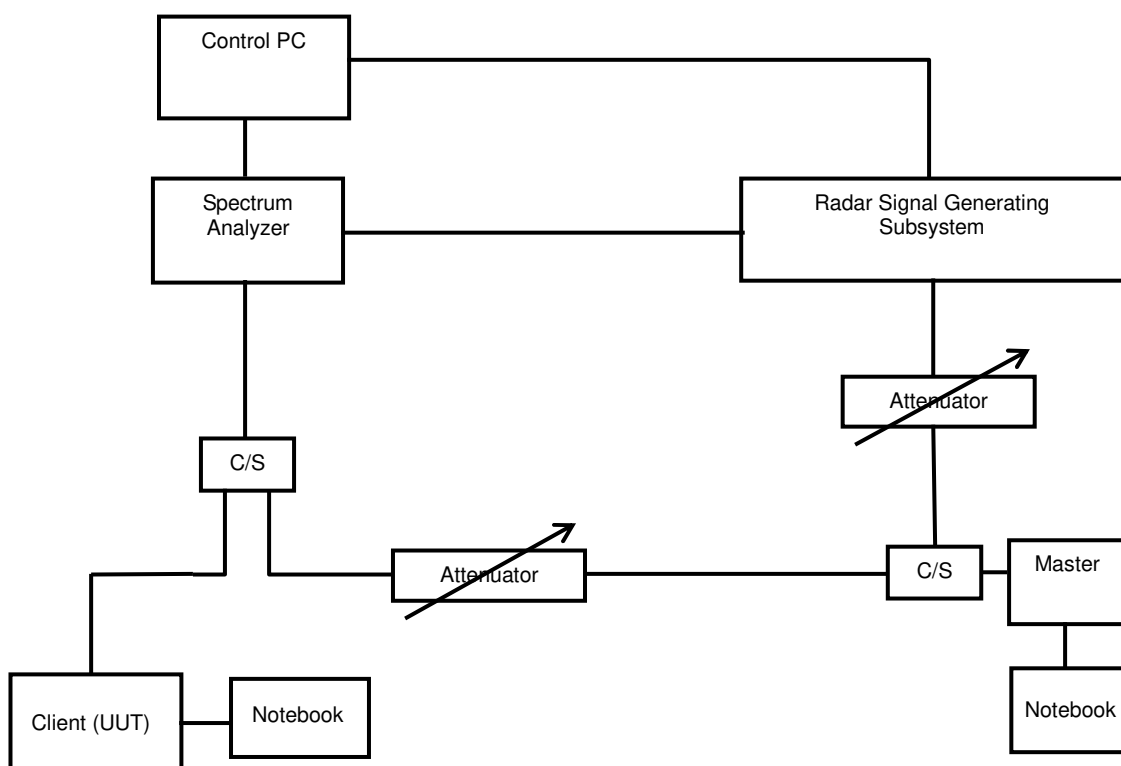 Control PC
Spectrum
Analyzer
Radar Signal Generating
Subsystem
Attenuator
C/S
Attenuator
C/S
Master
Client (UUT)
Notebook
Notebook